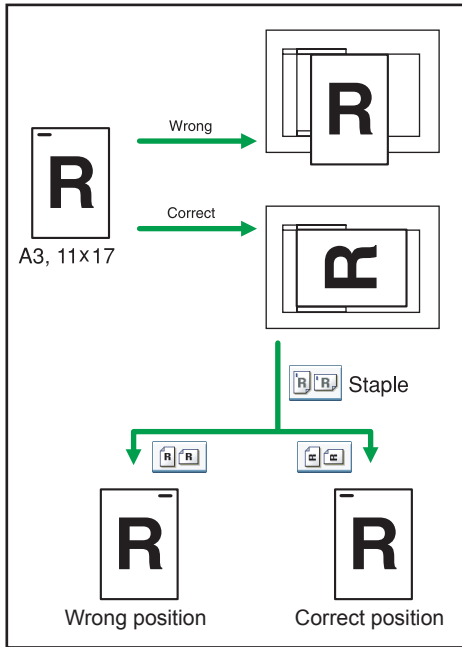 Wrong
R
R
Correct
A3, 11×17
R
R R Staple
R R
R R
R
R
Wrong position
Correct position